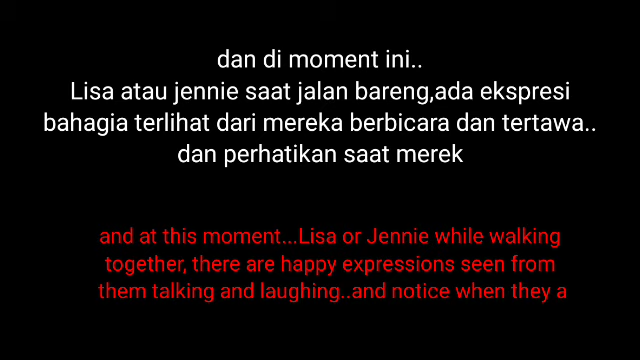 dan di moment ini..
Lisa atau jennie saat jalan bareng,ada ekspresi
bahagia terlihat dari mereka berbicara dan tertawa..
dan perhatikan saat merek
and at this moment...Lisa or Jennie while walking
together, there are happy expressions seen from
them talking and laughing..and notice when they a